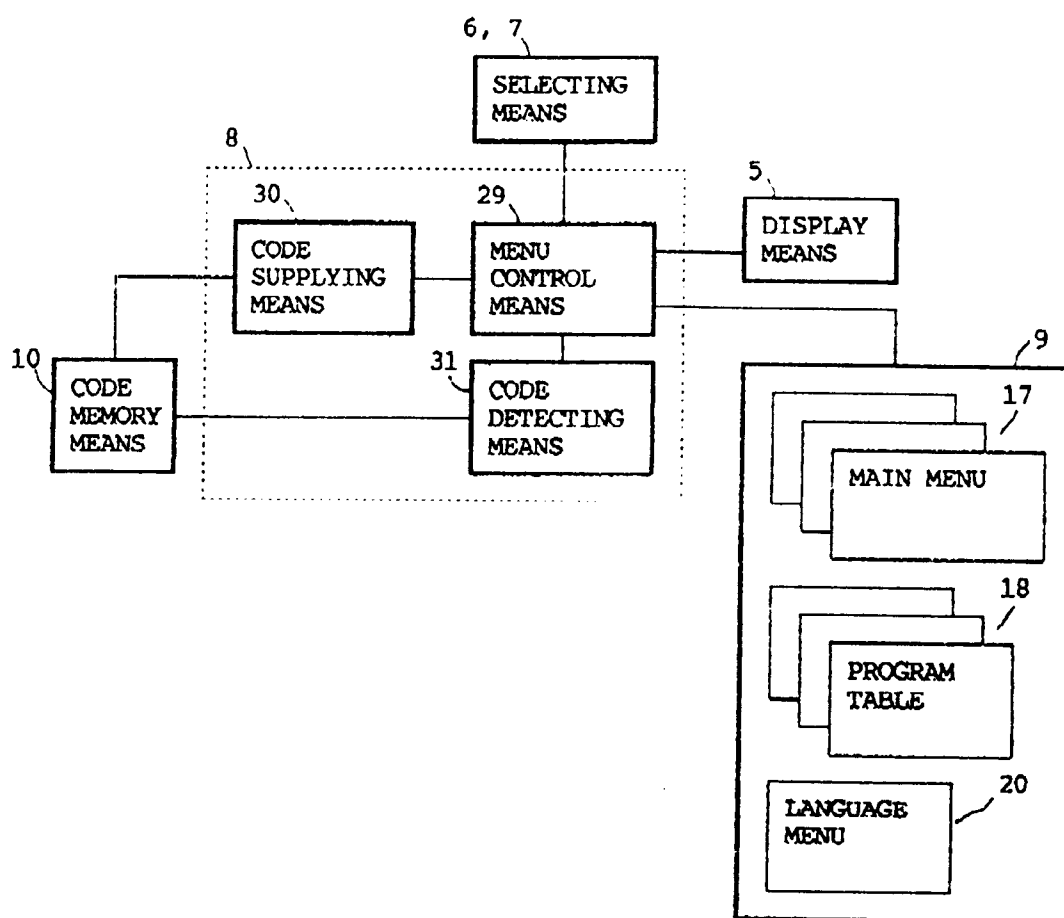 6, 7
SELECTING
MEANS
8
30
CODE
SUPPLYING
MEANS
29
MENU
CONTROL
MEANS
5
DISPLAY
MEANS
10
CODE
MEMORY
MEANS
31
CODE
DETECTING
MEANS
9
17
MAIN MENU
18
PROGRAM
TABLE
20
LANGUAGE
MENU